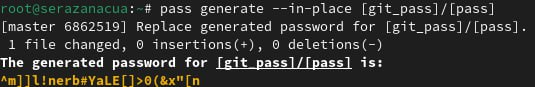 root@serazanacua:~# pass generate --in-place [git_pass]/[pass]
[master 6862519] Replace generated password for [git_pass]/[pass].
1 file changed, 0 insertions(+), 0 deletions(-)
The generated password for [git_pass]/[pass] is:
^m]]l!nerb#YaLE[]>0(&x"[n